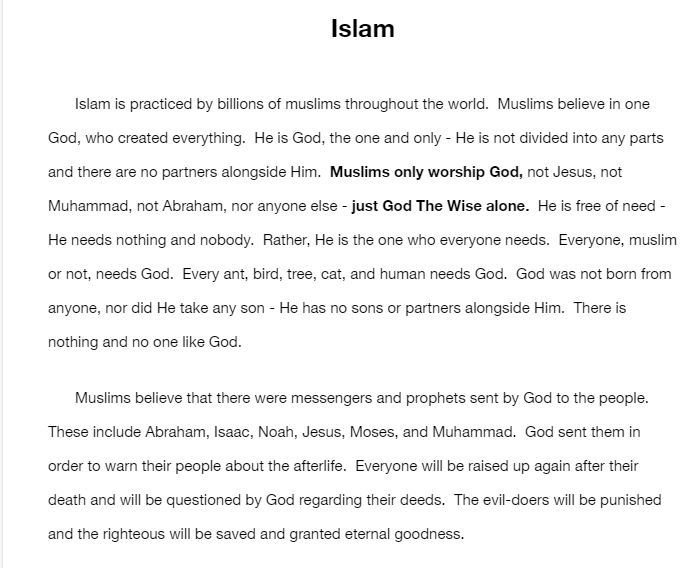 Islam
Islam is practiced by billions of muslims throughout the world.  Muslims believe in one
God, who created everything.  He is God, the one and only - He is not divided into any parts
and there are no partners alongside Him.  Muslims only worship God, not Jesus, not
Muhammad, not Abraham, nor anyone else - just God The Wise alone.  He is free of need -
He needs nothing and nobody.  Rather, He is the one who everyone needs.  Everyone, muslim
or not, needs God.  Every ant, bird, tree, cat, and human needs God.  God was not born from
anyone, nor did He take any son - He has no sons or partners alongside Him.  There is
nothing and no one like God.
Muslims believe that there were messengers and prophets sent by God to the people.
These include Abraham, Isaac, Noah, Jesus, Moses, and Muhammad.  God sent them in
order to warn their people about the afterlife.  Everyone will be raised up again after their
death and will be questioned by God regarding their deeds.  The evil-doers will be punished
and the righteous will be saved and granted eternal goodness.